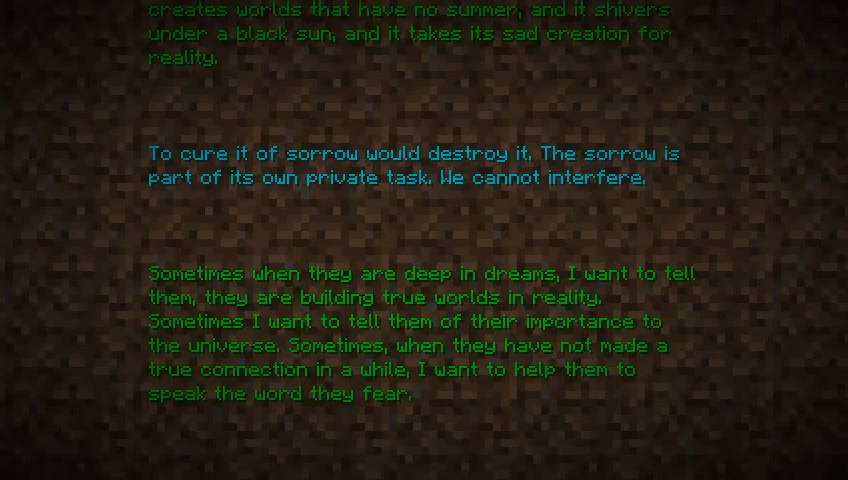 creates worlds that have no summer, and it shivers
under a black sun, and it takes its sad creation for
reality.
To cure it of sorrow would destroy it. The sorrow is
part of its own private task. We cannot interfere.
Sometimes when they are deep in dreams, I want to tell
them, they are building true worlds in reality.
Sometimes I want to tell them of their importance to
the universe. Sometimes, when they have not made a
true connection in a while, I want to help them to
speak the word they fear.